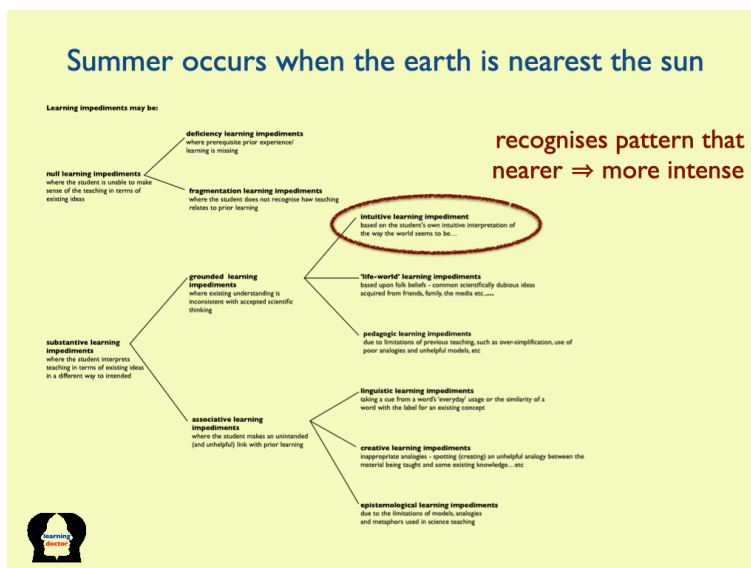 Summer occurs when the earth is nearest the sun
Learning impediments may be:
recognises pattern that
nearer ⇒ more intense
deficiency learning impediments
where prerequisite prior experience/
learning is missing
null learning impediments
where the student is unable to make
sense of the teaching in terms of
existing ideas
fragmentation learning impediments
where the student does not recognise haw teaching
relates to prior learning
intuitive learning impediment
based on the student's own intuitive interpretation of
the way the world seems to be…
grounded learning
impediments
where existing understanding is
inconsistent with accepted scientific
thinking
'life-world' learning impediments
based upon folk beliefs - common scientifically dubious ideas
acquired from friends, family, the media etc ,....
pedagogic learning impediments
due to limitations of previous teaching, such as over-simplification, use of
poor analogies and unhelpful models, etc
substantive learning
impediments
where the student interprets
teaching in terms of existing ideas
in a different way to intended
linguistic learning impediments
taking a cue from a word's 'everyday' usage or the similarity of a
word with the label for an existing concept
associative learning
impediments
where the student makes an unintended
(and unhelpful) link with prior learning
creative learning impediments
inappropriate analogies - spotting (creating) an unhelpful analogy between the
material being taught and some existing knowledge…etc
epistemological learning impediments
due to the limitations of models, analogies
and metaphors used in science teaching
learning
doctor